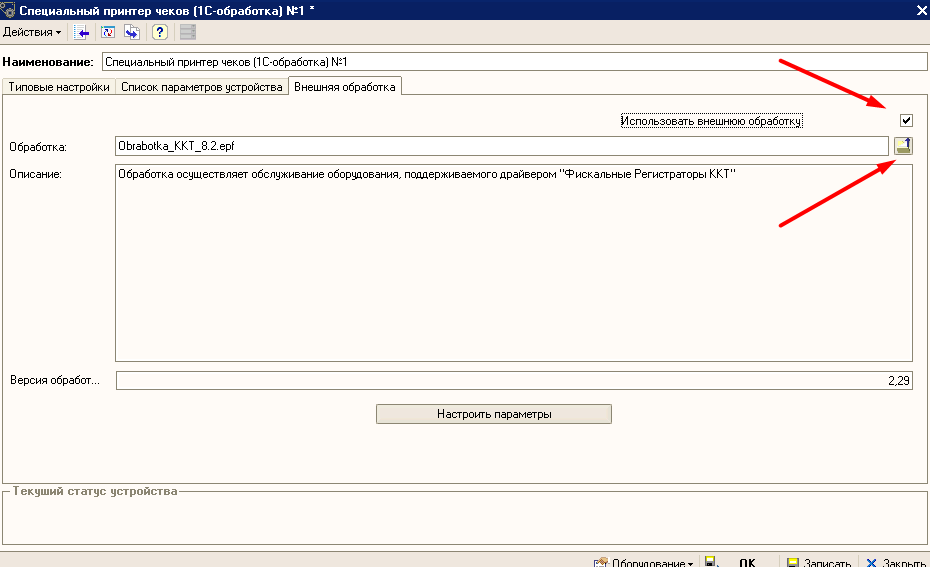 Специальный принтер чеков (1С-обработка) №1 *
Действия
Наименование: Специальный принтер чеков (1С-обработка) №1
Типовые настройки Список параметров устройства Внешняя обработка
Использовать внешнюю обработку
Обработка: Obrabotka_KKT_8.2.epf
Описание: Обработка осуществляет обслуживание оборудования, поддерживаемого драйвером "Фискальные Регистраторы ККТ"
Версия обработ... 2,29
Настроить параметры
Текущий статус устройства
Оборудование OK Записать Закрыть